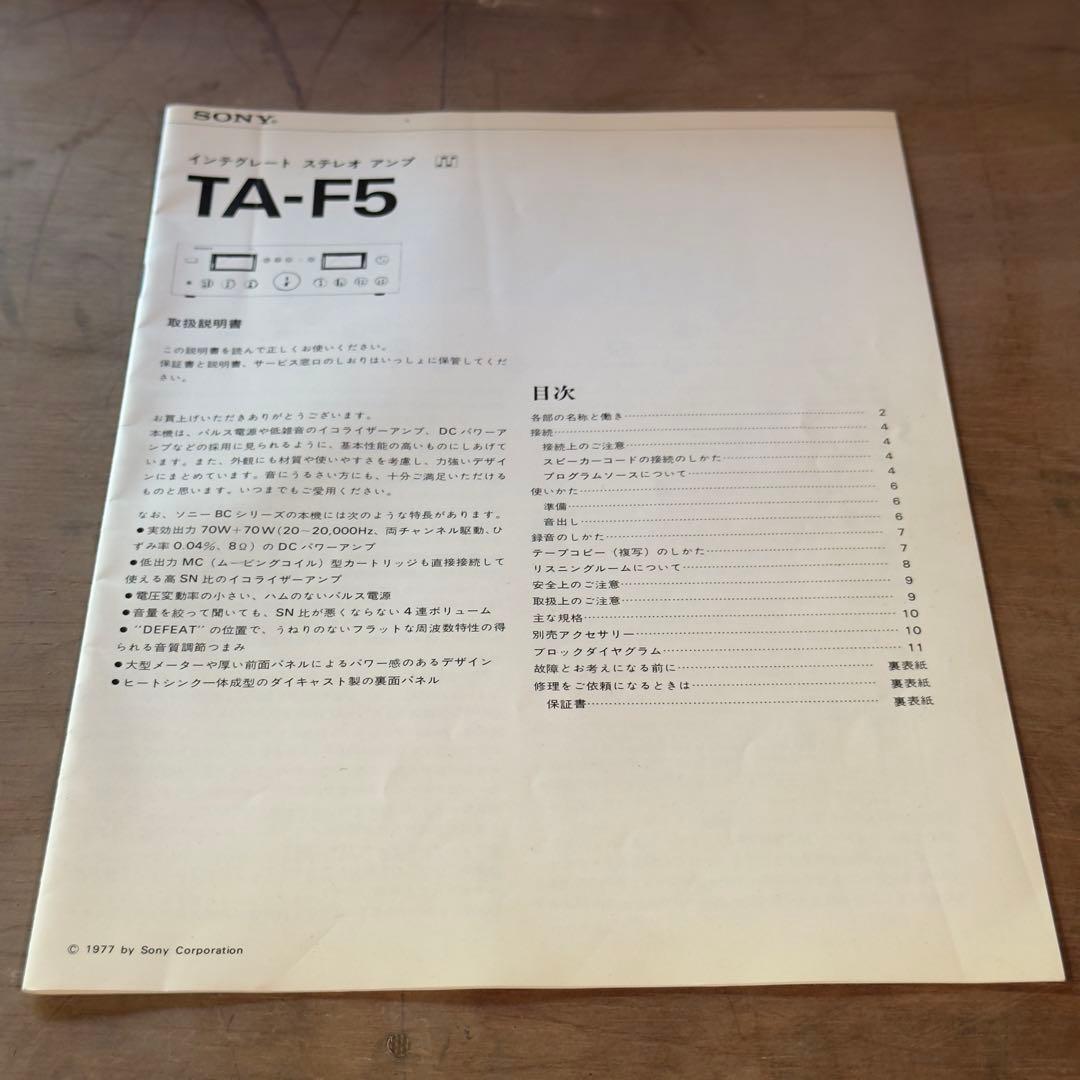 SONY®
インテグレート ステレオ アンプ
TA-F5
取扱説明書
この説明書を読んで正しくお使いください。
保証書と説明書、サービス窓口のしおりはいっしょに保管してくだ
さい。
お買上げいただきありがとうございます。
本機は、パルス電源や低雑音のイコライザーアンプ、DCパワーア
ンプなどの採用に見られるように、基本性能の高いものにしあげて
います。また、外観にも材質や使いやすさを考慮し、力強いデザイ
ンにまとめています。音にうるさい方にも、十分ご満足いただける
ものと思います。いつまでもご愛用ください。
なお、ソニーBCシリーズの本機には次のような特長があります。
●実効出力70W+70W(20~20,000Hz、両チャンネル駆動、ひ
ずみ率0.04%、8Ω)のDCパワーアンプ
●低出力MC(ムービングコイル)型カートリッジも直接接続して
使える高SN比のイコライザーアンプ
●電圧変動率の小さい、ハムのないパルス電源
●音量を絞って聞いても、SN比が悪くならない4連ボリューム
●“DEFEAT”の位置で、うねりのないフラットな周波数特性の得
られる音質調節つまみ
●大型メーターや厚い前面パネルによるパワー感のあるデザイン
●ヒートシンク一体成型のダイキャスト製の裏面パネル
目次
各部の名称と働き 2
接続 4
接続上のご注意 4
スピーカーコードの接続のしかた 4
プログラムソースについて 4
使いかた 6
準備 6
音出し 6
録音のしかた 7
テープコピー(複写)のしかた 7
リスニングルームについて 8
安全上のご注意 9
取扱上のご注意 9
主な規格 10
別売アクセサリー 10
ブロックダイヤグラム 11
故障とお考えになる前に 裏表紙
修理をご依頼になるときは 裏表紙
保証書 裏表紙
© 1977 by Sony Corporation